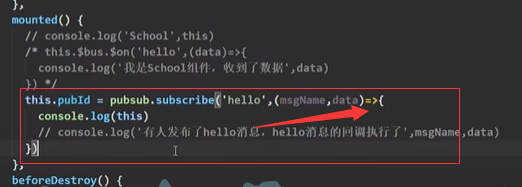 },
mounted() {
// console.log('School',this)
/* this.$bus.$on('hello',(data)=>{
console.log('我是School组件，收到了数据',data)
}) */
this.pubId = pubsub.subscribe('hello',(msgName,data)=>{
console.log(this)
// console.log('有人发布了hello消息，hello消息的回调执行了',msgName,data)
})
},
beforeDestroy() {